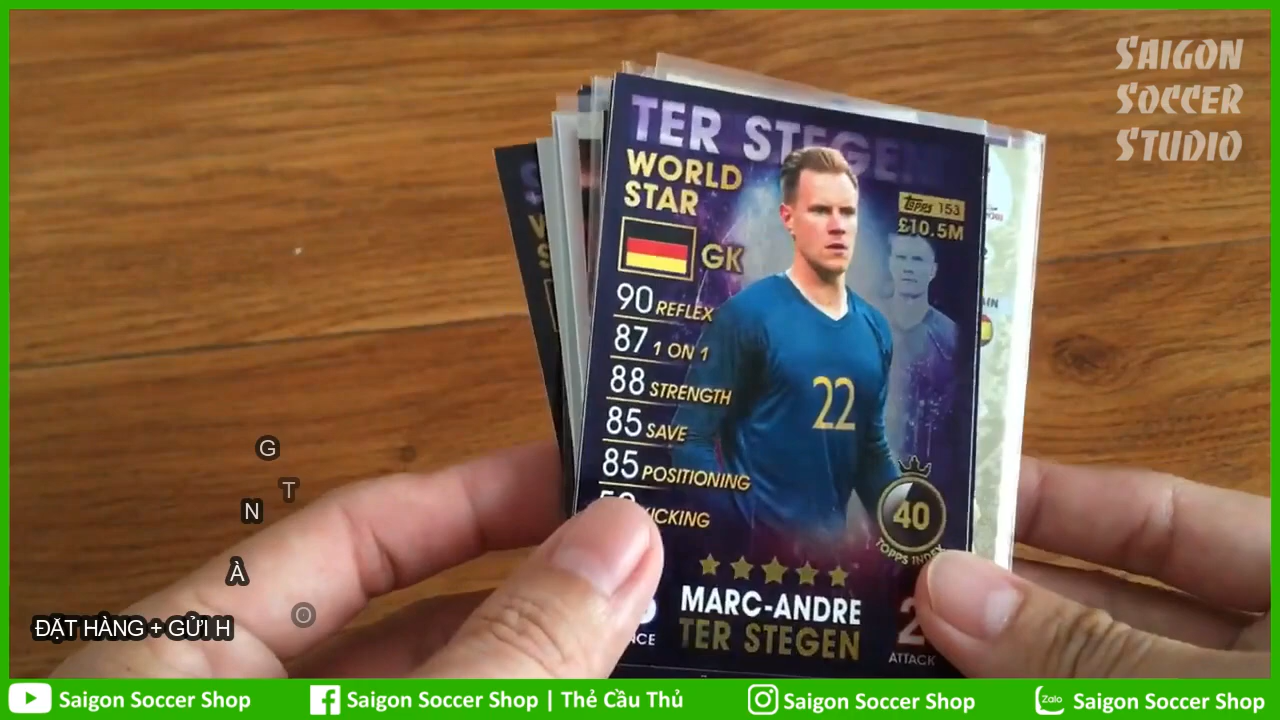 SAIGON
SOCCER
STUDIO
TER STEGEN
WORLD
STAR
Topps 153
£10.5M
GK
90 REFLEX
87 1 ON 1
88 STRENGTH
85 SAVE
85 POSITIONING
KICKING
22
40
TOPPS INDEX
MARC-ANDRE
TER STEGEN
ATTACK
G
T
N
À
O
ĐẶT HÀNG + GỬI H
Saigon Soccer Shop
Saigon Soccer Shop | Thẻ Cầu Thủ
Saigon Soccer Shop
Zalo
Saigon Soccer Shop